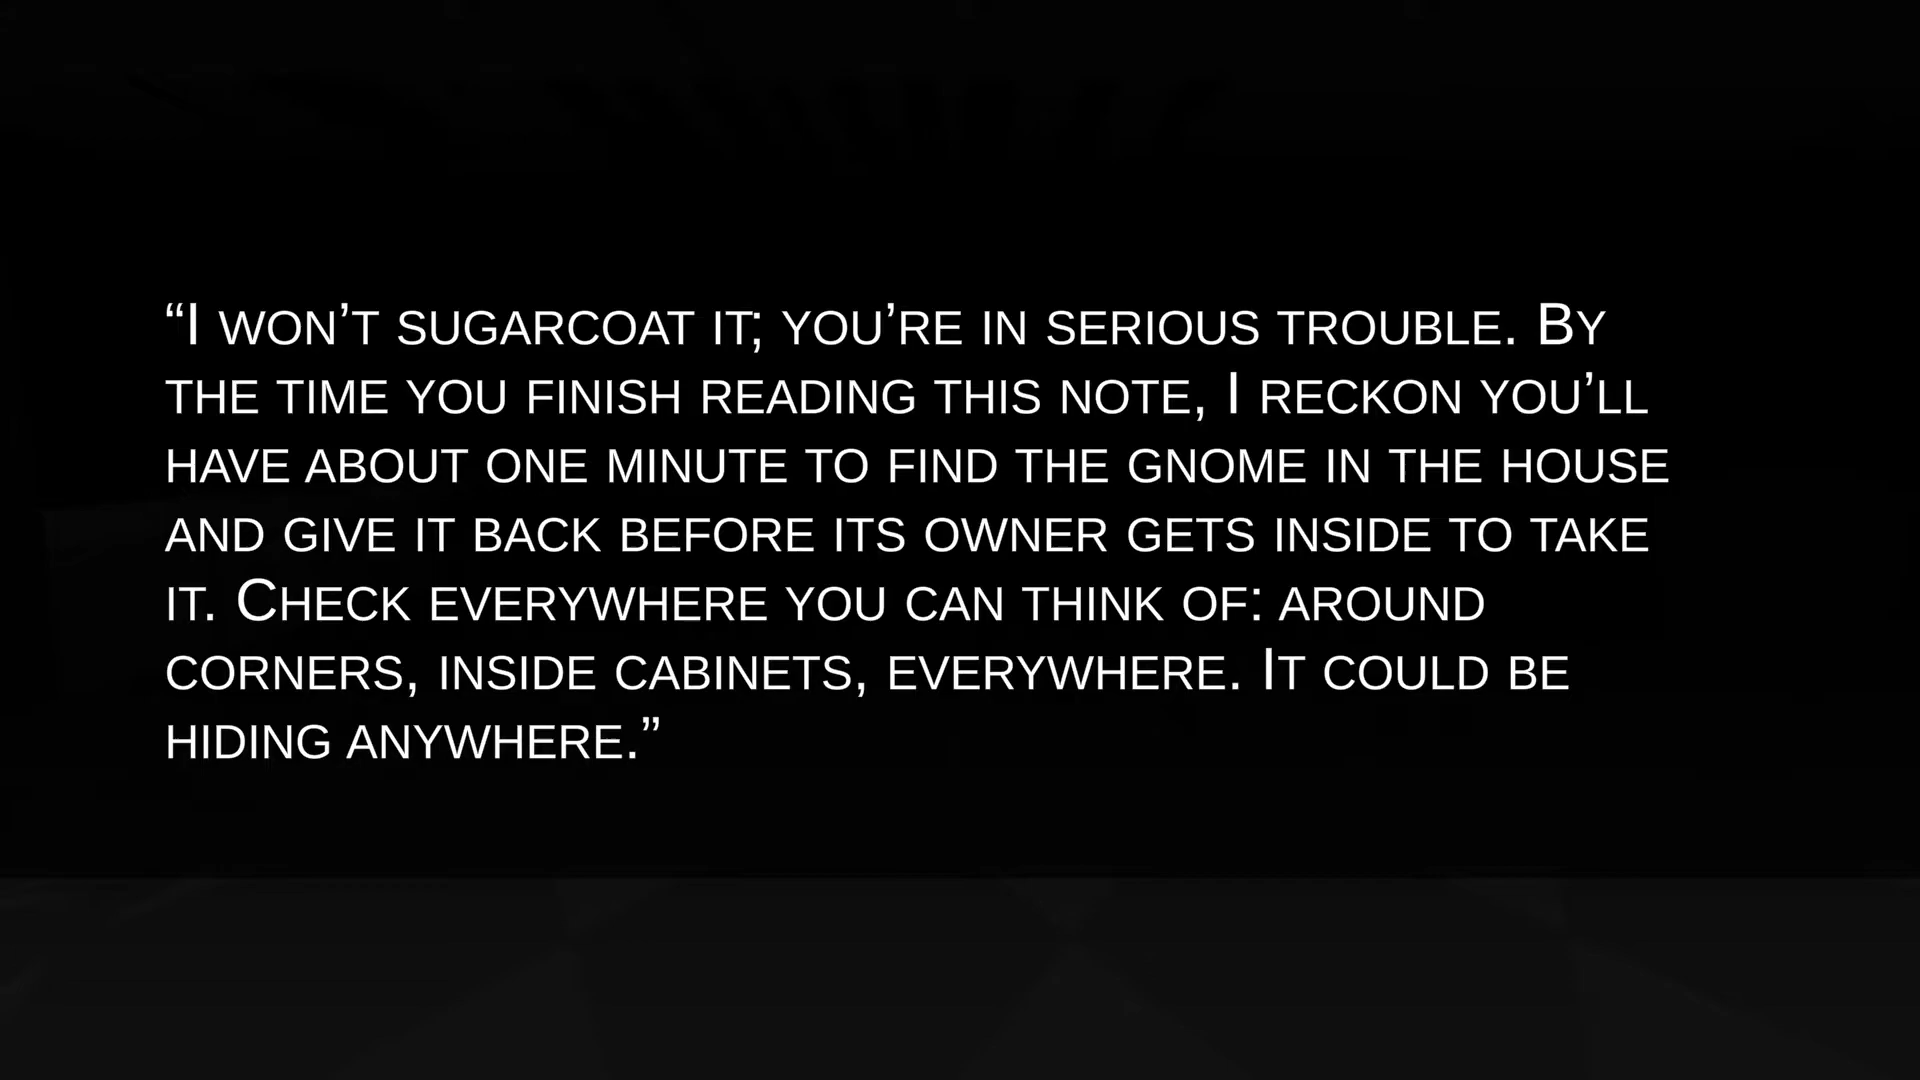 “I won’t sugarcoat it; you’re in serious trouble. By
the time you finish reading this note, I reckon you’ll
have about one minute to find the gnome in the house
and give it back before its owner gets inside to take
it. Check everywhere you can think of: around
corners, inside cabinets, everywhere. It could be
hiding anywhere.”